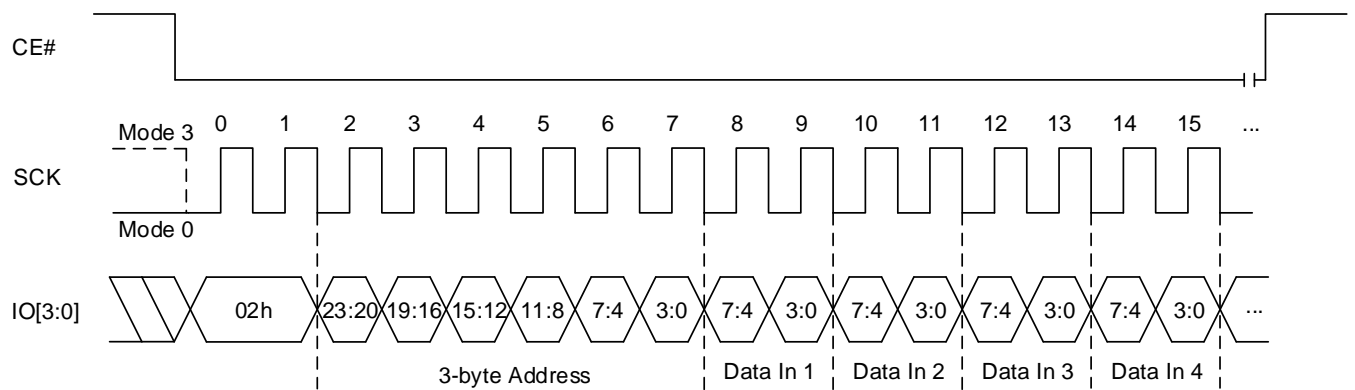 CE#
Mode 3 0 1 2 3 4 5 6 7 8 9 10 11 12 13 14 15 ...
SCK
Mode 0
IO[3:0] 02h 23:20 19:16 15:12 11:8 7:4 3:0 7:4 3:0 7:4 3:0 7:4 3:0 7:4 3:0 ...
3-byte Address Data In 1 Data In 2 Data In 3 Data In 4